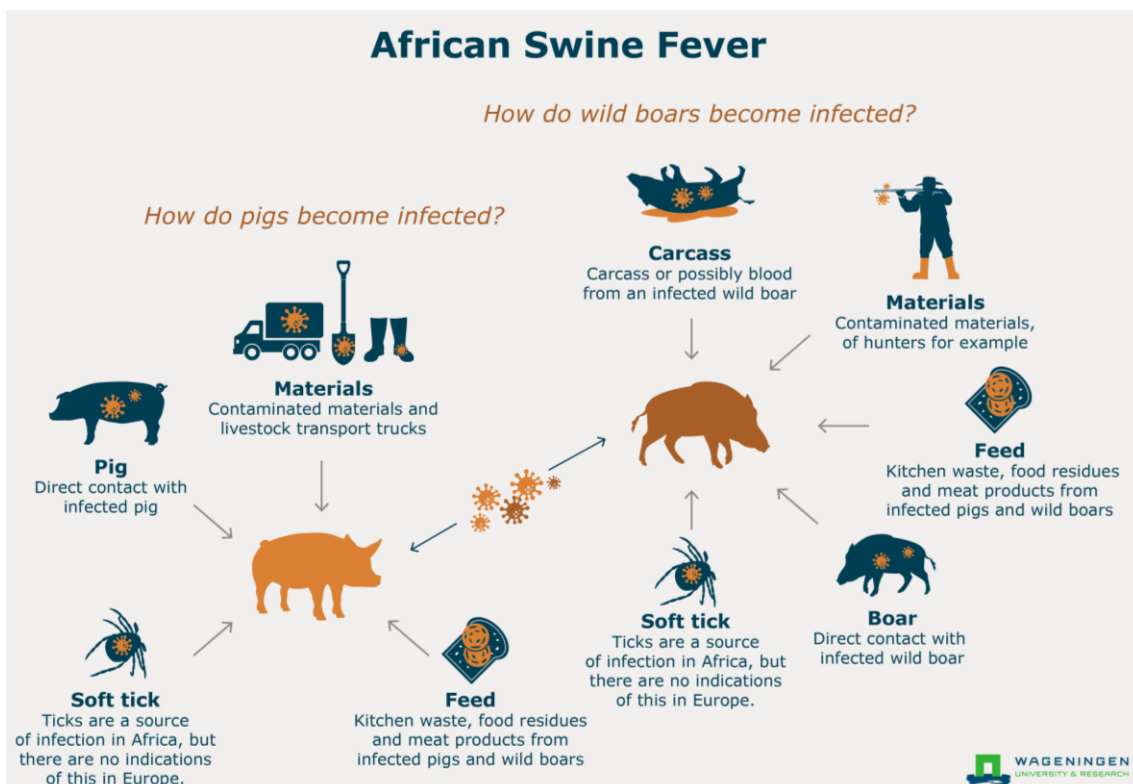 African Swine Fever
How do wild boars become infected?
How do pigs become infected?
Carcass
Carcass or possibly blood
from an infected wild boar
Materials
Contaminated materials,
of hunters for example
Materials
Contaminated materials and
livestock transport trucks
Feed
Kitchen waste, food residues
and meat products from
infected pigs and wild boars
Pig
Direct contact with
infected pig
Boar
Direct contact with
infected wild boar
Soft tick
Ticks are a source
of infection in Africa, but
there are no indications
of this in Europe.
Soft tick
Ticks are a source
of infection in Africa, but
there are no indications
of this in Europe.
Feed
Kitchen waste, food residues
and meat products from
infected pigs and wild boars
WAGENINGEN
UNIVERSITY & RESEARCH